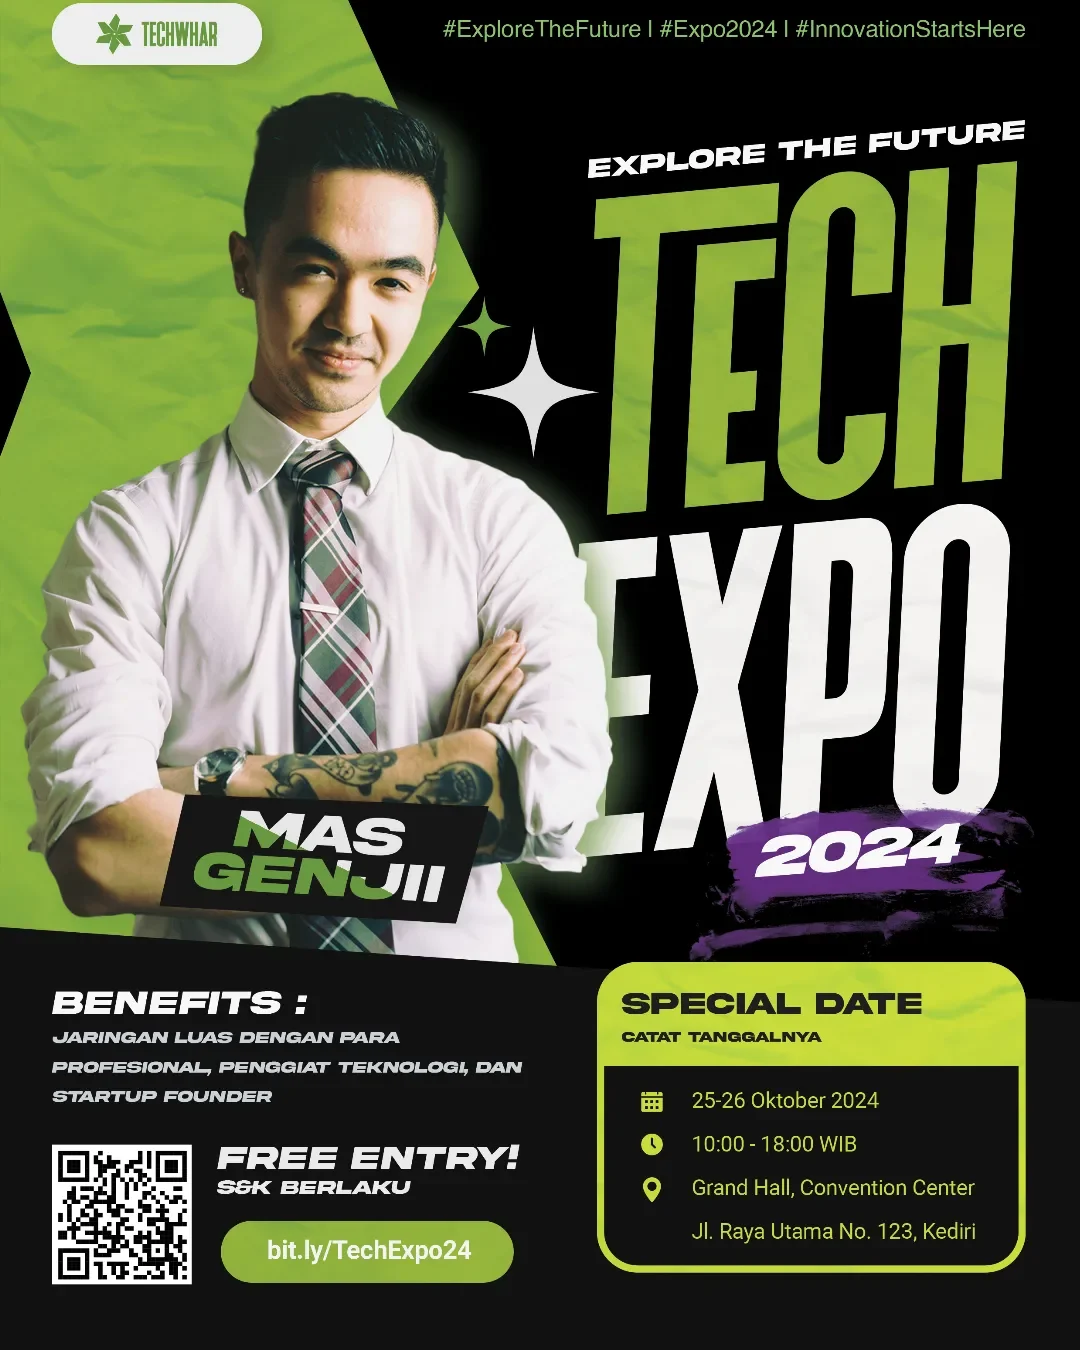 TECHWHAR
#ExploreTheFuture | #Expo2024 | #InnovationStartsHere
EXPLORE THE FUTURE
TECH
EXPO
2024
MAS
GENJIII
BENEFITS :
JARINGAN LUAS DENGAN PARA
PROFESIONAL, PENGGIAT TEKNOLOGI, DAN
STARTUP FOUNDER
FREE ENTRY!
S&K BERLAKU
bit.ly/TechExpo24
SPECIAL DATE
CATAT TANGGALNYA
25-26 Oktober 2024
10:00 - 18:00 WIB
Grand Hall, Convention Center
Jl. Raya Utama No. 123, Kediri